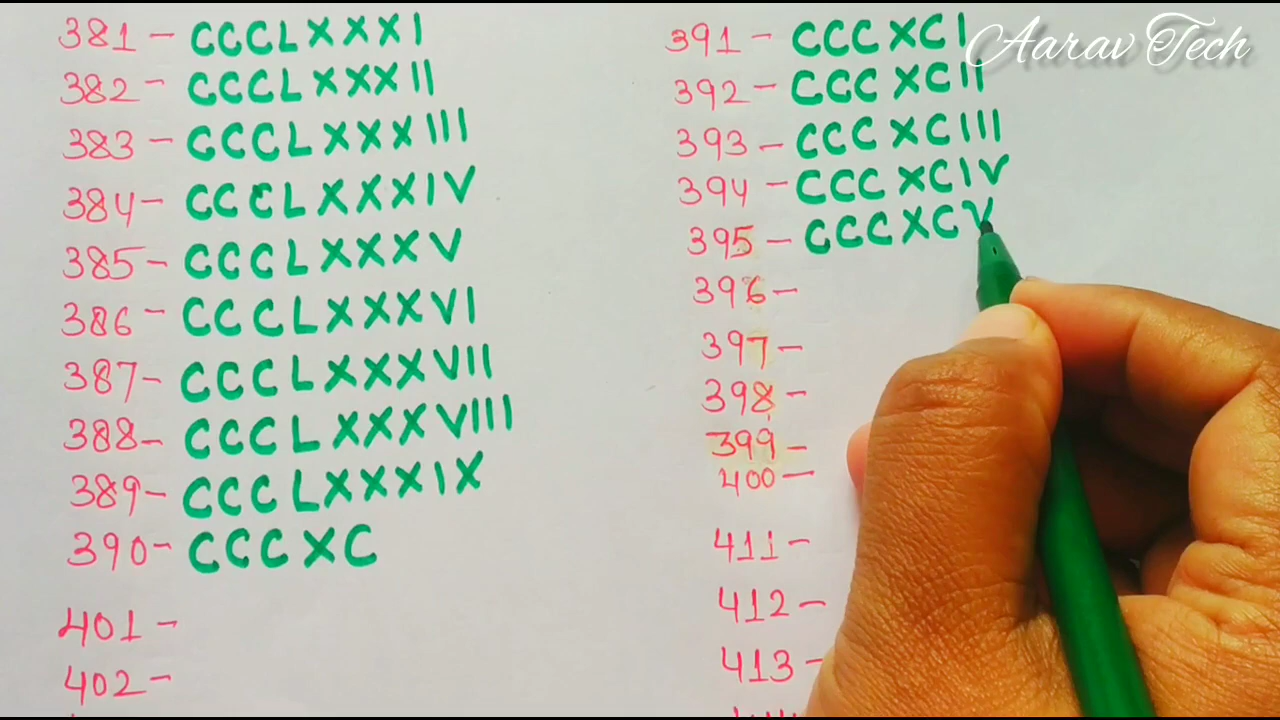 Aarav Tech
381 - CCCLXXXI
382 - CCCLXXXII
383 - CCCLXXXIII
384 - CCCLXXXIV
385 - CCCLXXXV
386 - CCCLXXXVI
387 - CCCLXXXVII
388 - CCCLXXXVIII
389 - CCCLXXXIX
390 - CCCXC
401 -
402 -
391 - CCCXCI
392 - CCCXCII
393 - CCCXCIII
394 - CCCXCIV
395 - CCCXCV
396 -
397 -
398 -
399 -
400 -
411 -
412 -
413 -